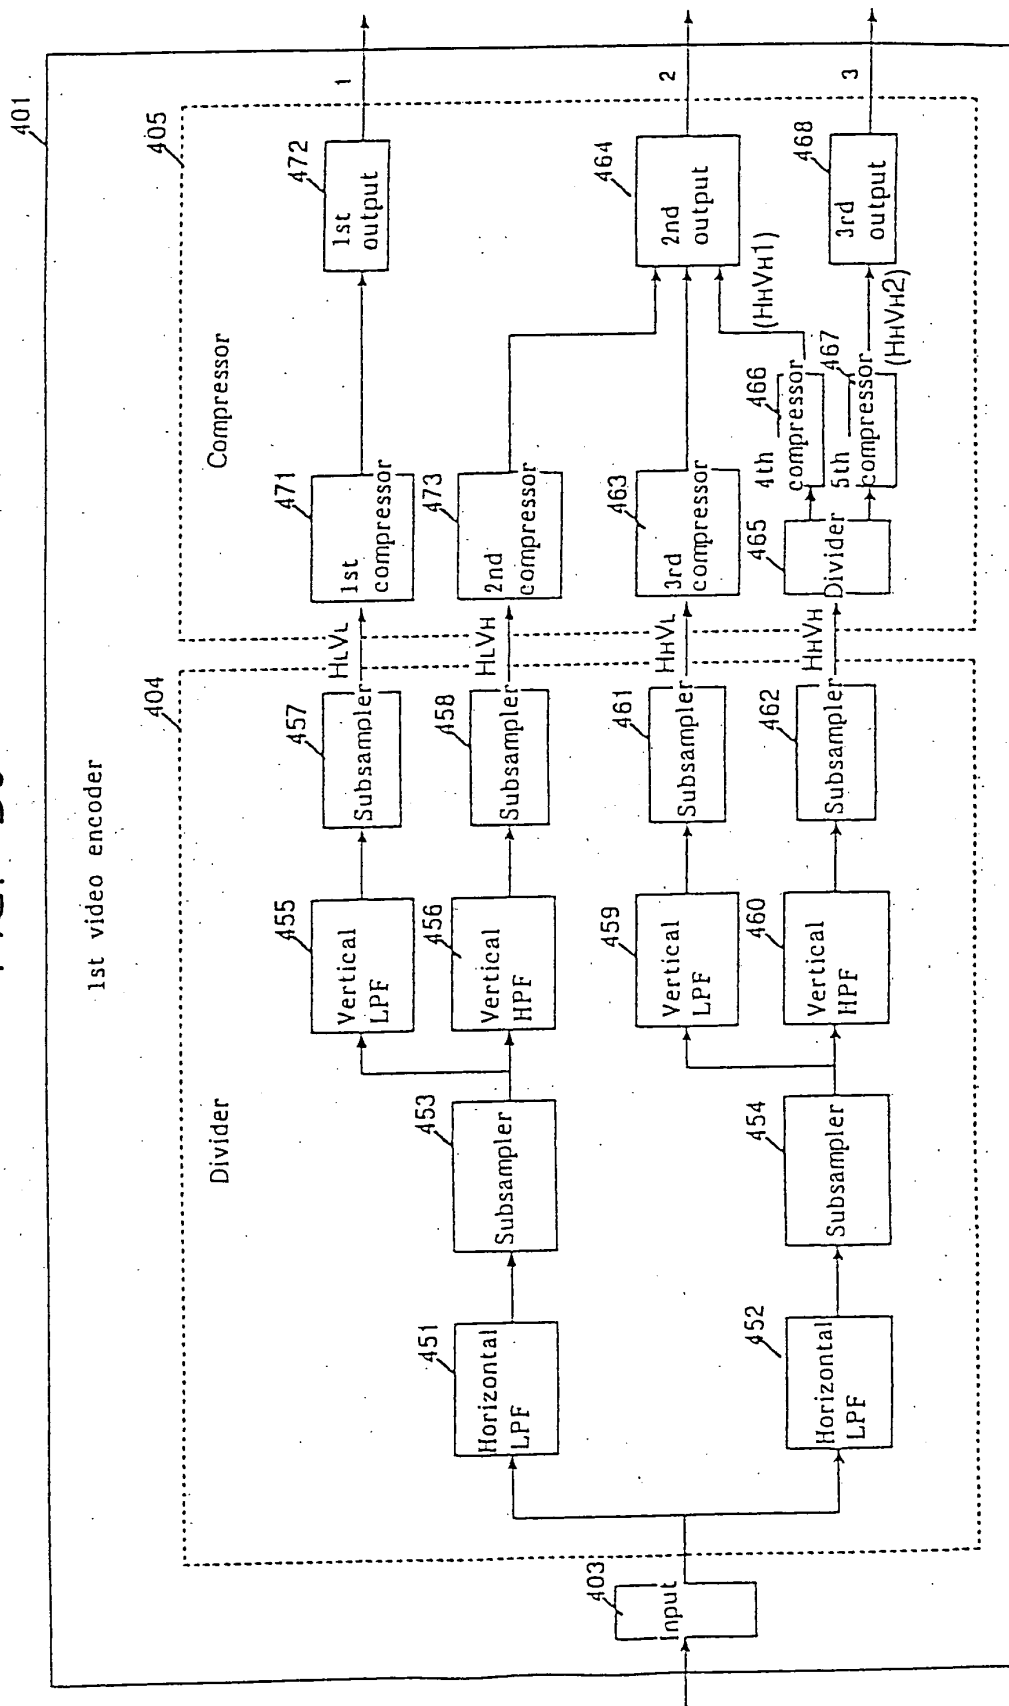 401
1st video encoder
404
Divider
405
Compressor
403
Input
451
Horizontal
LPF
453
Subsampler
455
Vertical
LPF
457
Subsampler
HLVL
471
1st
compressor
472
1st
output
1
456
Vertical
HPF
458
Subsampler
HLVH
473
2nd
compressor
452
Horizontal
LPF
454
Subsampler
459
Vertical
LPF
461
Subsampler
HHVL
463
3rd
compressor
464
2nd
output
2
460
Vertical
HPF
462
Subsampler
HHVH
465
Divider
466
4th
compressor
(HHVH1)
467
5th
compressor
(HHVH2)
468
3rd
output
3